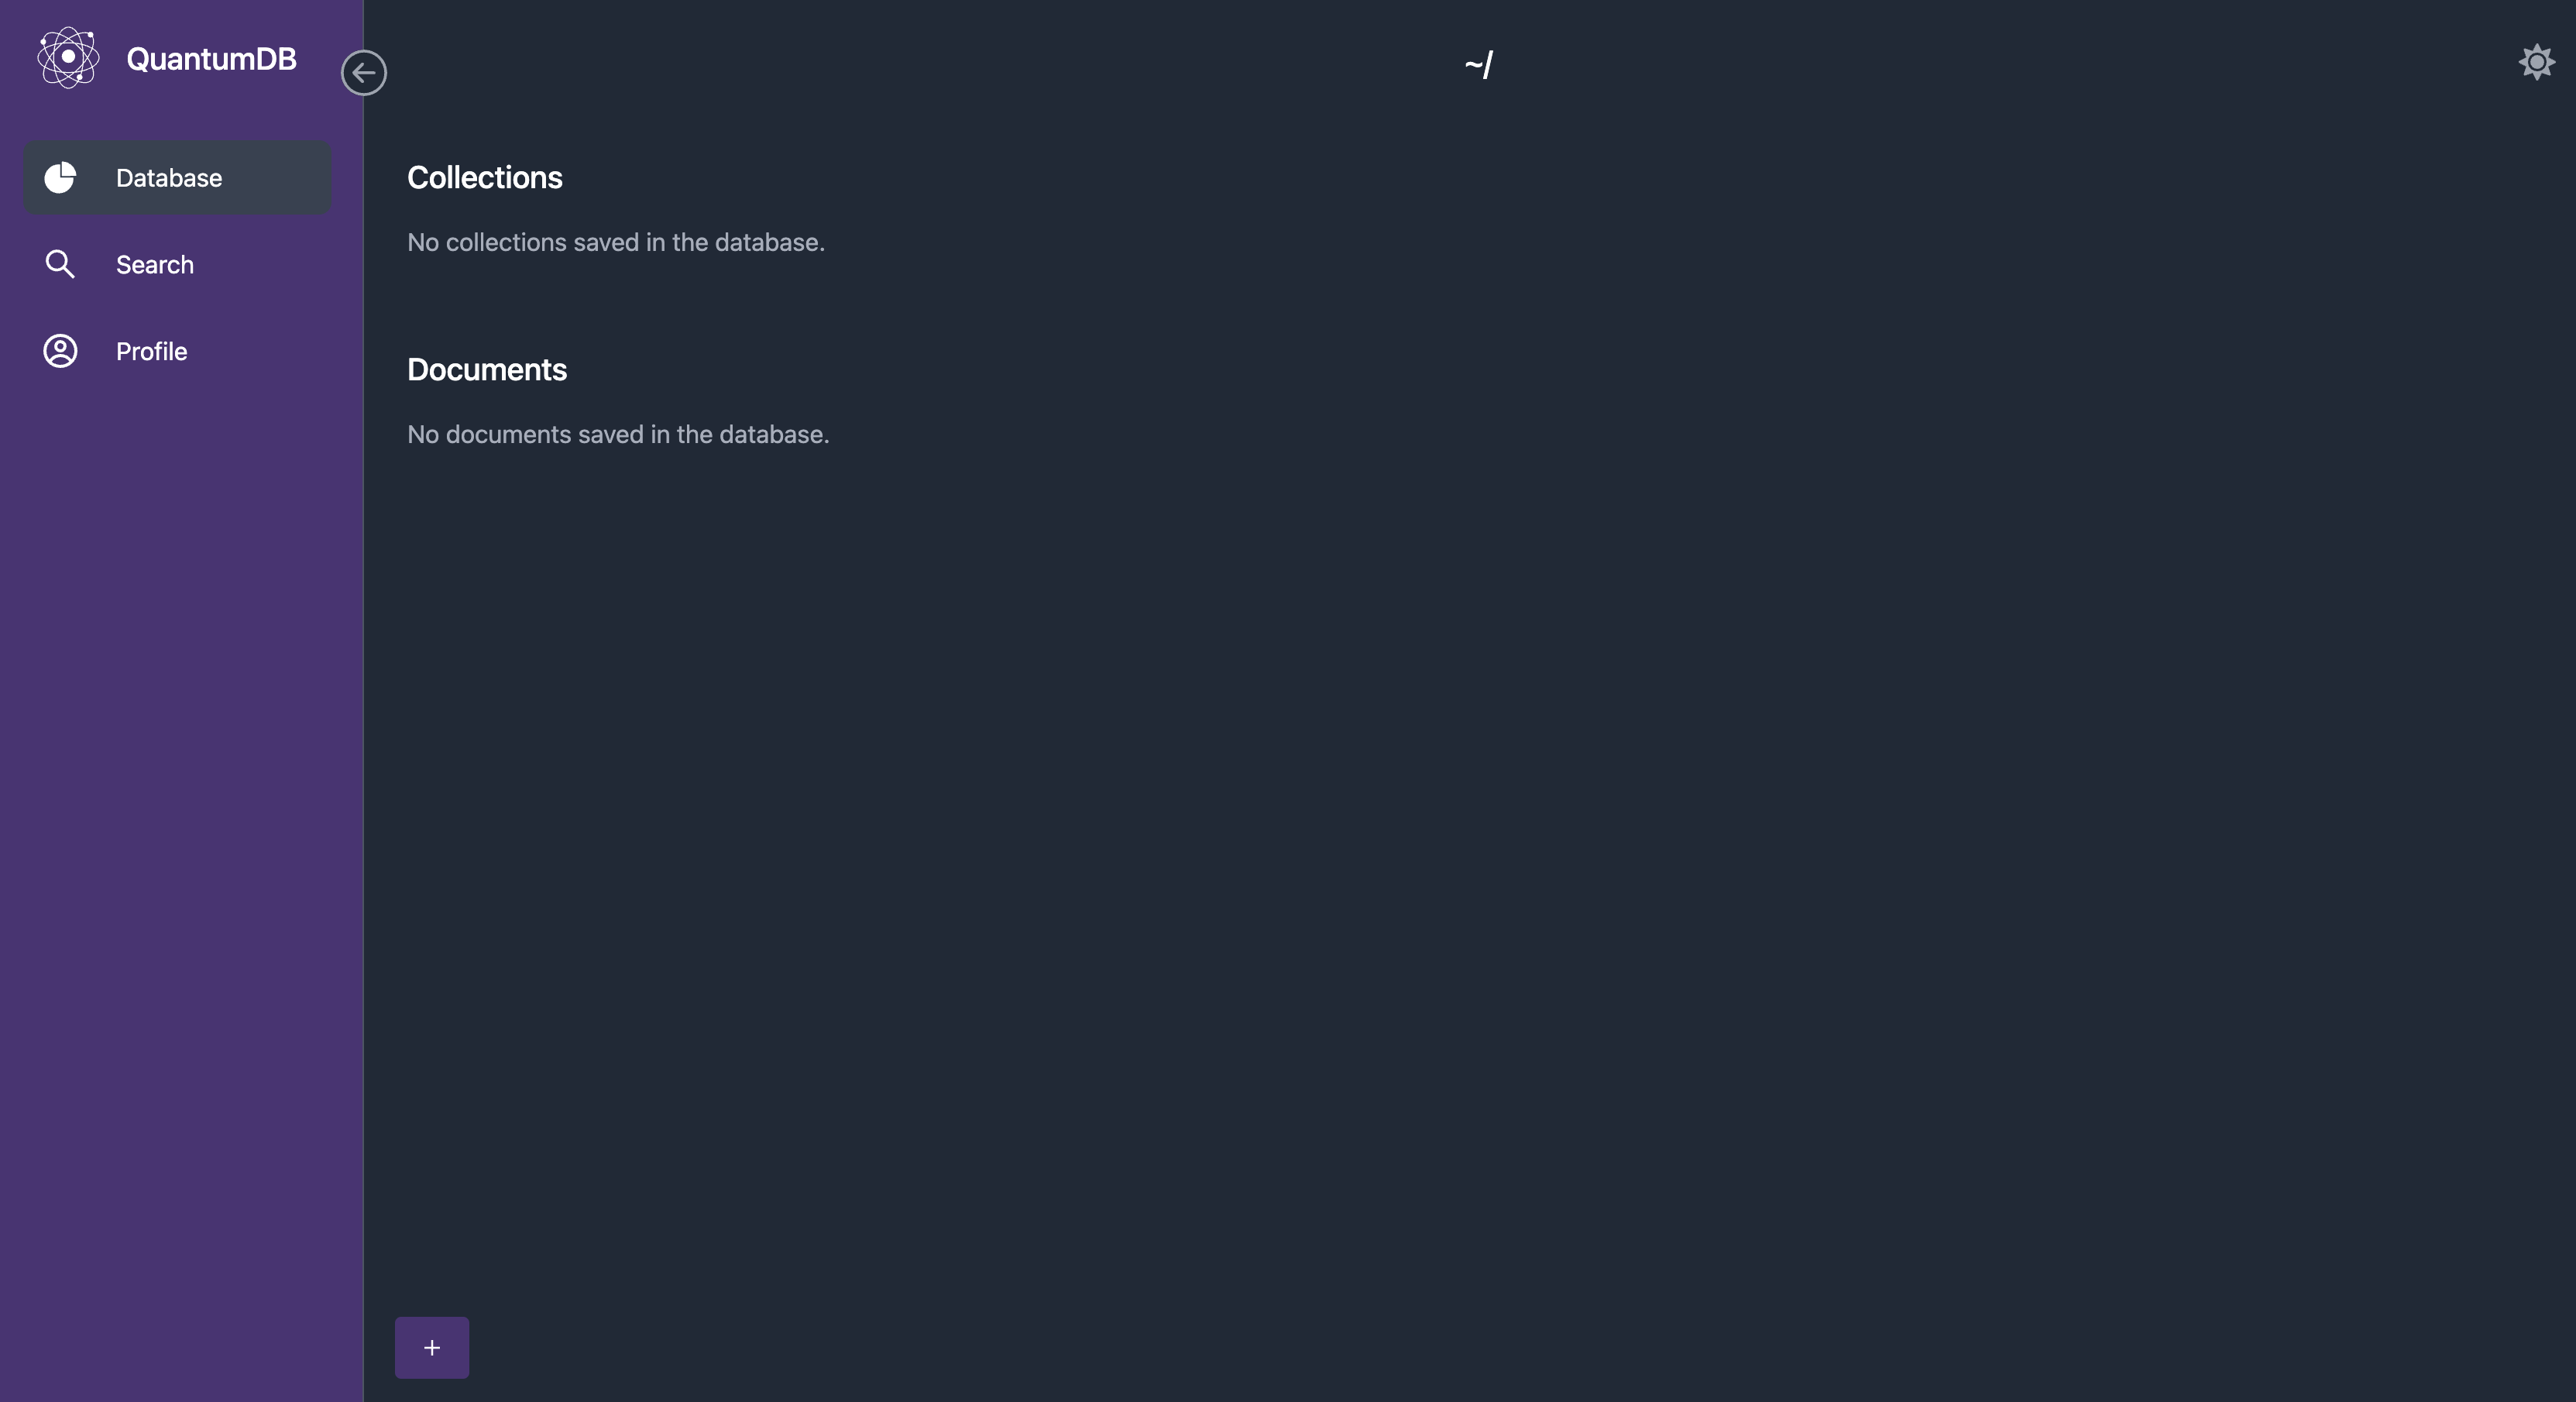 QuantumDB
~/
Database
Search
Profile
Collections
No collections saved in the database.
Documents
No documents saved in the database.
+